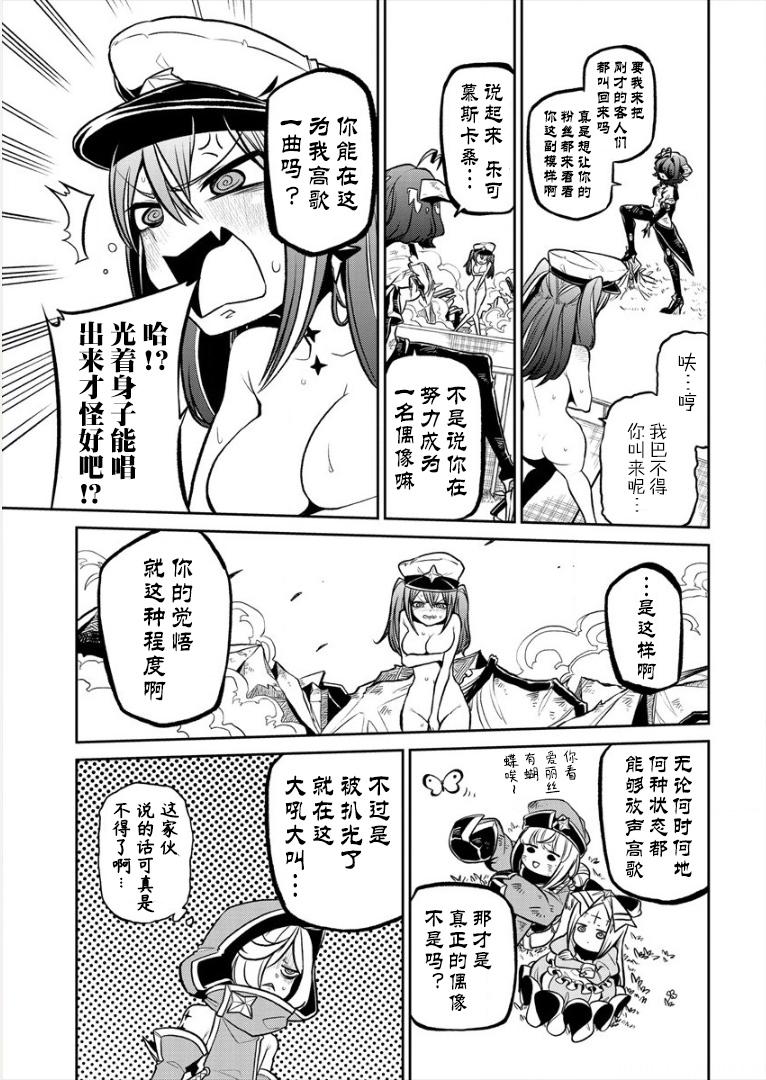 要我来把
刚才的客人们
都叫回来吗
真是想让你的
粉丝都来看看
你这副模样啊
呋…哼
我巴不得
你叫来呢…
说起来 乐可
慕斯卡桑…
不是说你在
努力成为
一名偶像嘛
你能在这
为我高歌
一曲吗？
哈!?
光着身子能唱
出来才怪好吧!?
…是这样啊
你的觉悟
就这种程度啊
无论何时何地
何种状态都
能够放声高歌
你看
爱丽丝
有蝴
蝶唉～
那才是
真正的偶像
不是吗？
不过是
被扒光了
就在这
大吼大叫…
这家伙
说的话可真是
不得了啊…